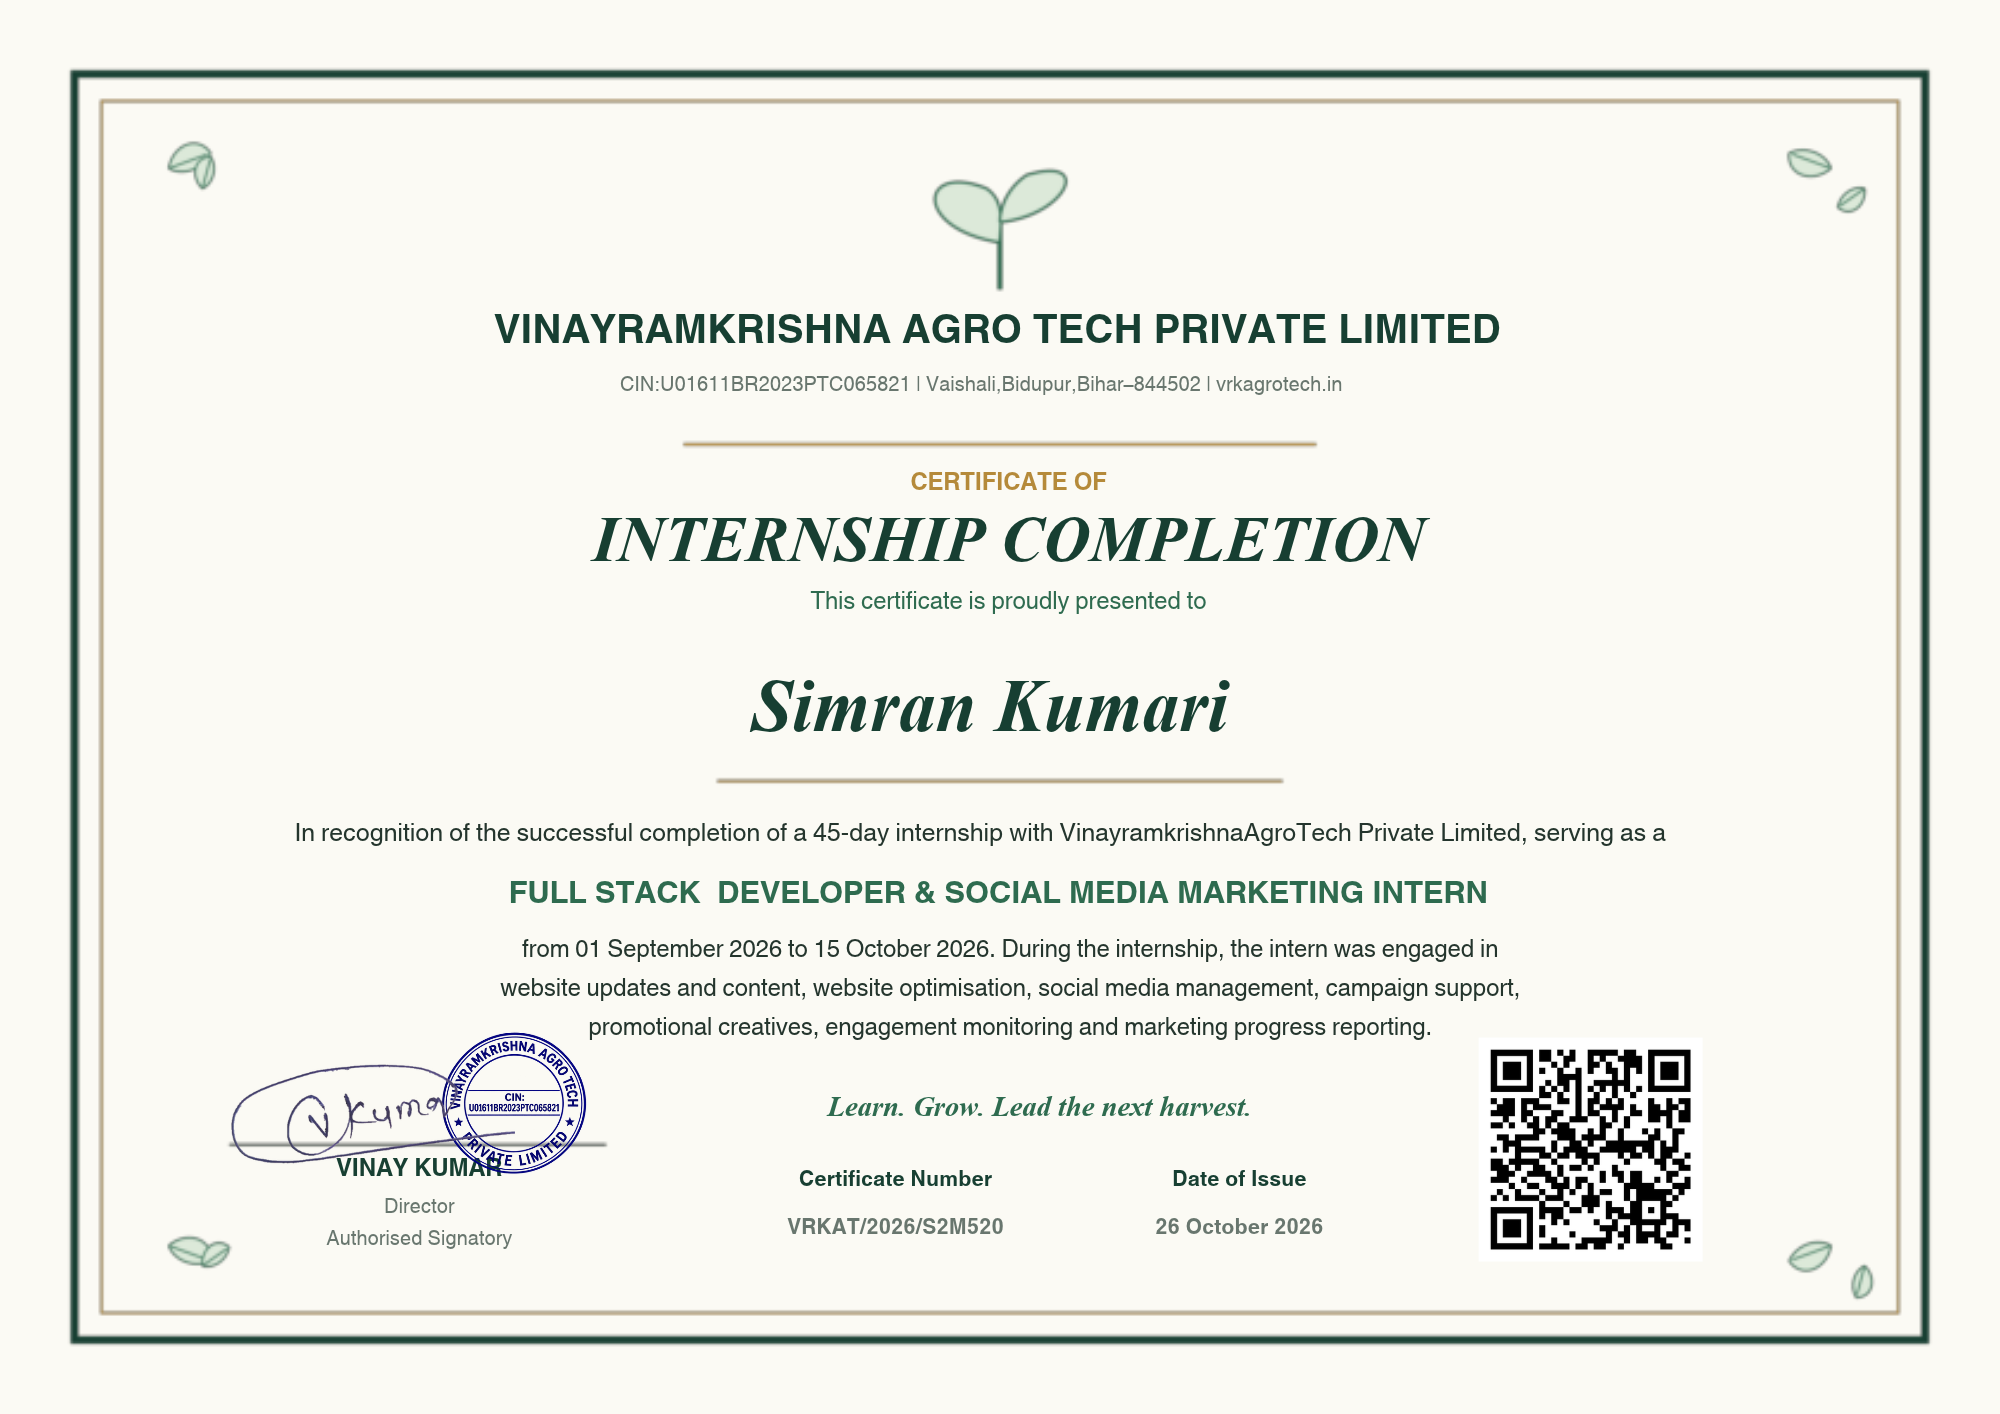 VINAYRAMKRISHNA AGRO TECH PRIVATE LIMITED
CIN:U01611BR2023PTC065821 | Vaishali,Bidupur,Bihar–844502 | vrkagrotech.in
CERTIFICATE OF
INTERNSHIP COMPLETION
This certificate is proudly presented to
Simran Kumari
In recognition of the successful completion of a 45-day internship with VinayramkrishnaAgroTech Private Limited, serving as a
FULL STACK  DEVELOPER & SOCIAL MEDIA MARKETING INTERN
from 01 September 2026 to 15 October 2026. During the internship, the intern was engaged in
website updates and content, website optimisation, social media management, campaign support,
promotional creatives, engagement monitoring and marketing progress reporting.
V Kumar
VINAYRAMKRISHNA AGRO TECH
CIN:
U01611BR2023PTC065821
★ PRIVATE LIMITED ★
VINAY KUMAR
Director
Authorised Signatory
Learn. Grow. Lead the next harvest.
Certificate Number
VRKAT/2026/S2M520
Date of Issue
26 October 2026